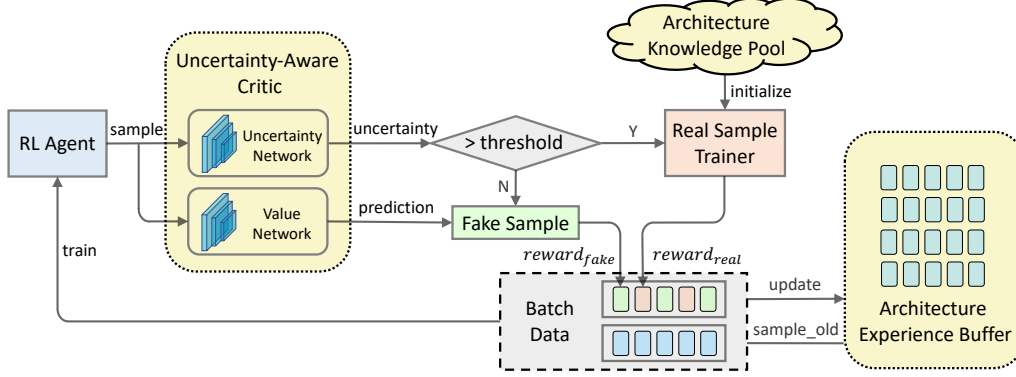 Architecture
Knowledge Pool
Uncertainty-Aware
Critic
initialize
RL Agent
sample
Uncertainty
Network
uncertainty
> threshold
Y
Real Sample
Trainer
N
Value
Network
prediction
Fake Sample
train
reward_fake
reward_real
Batch
Data
update
sample_old
Architecture
Experience Buffer